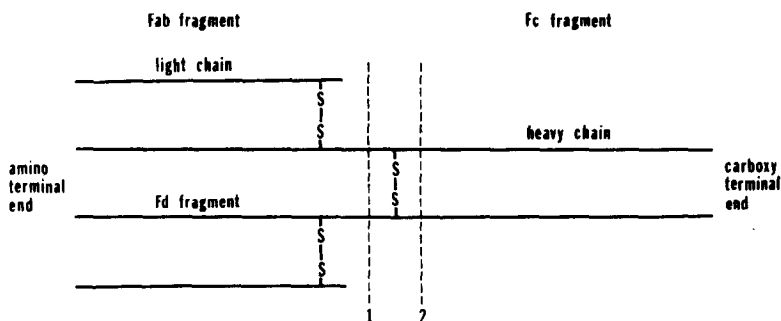 Fab fragment
Fc fragment
light chain
S
S
heavy chain
amino
terminal
end
S
S
carboxy
terminal
end
Fd fragment
S
S
1
2